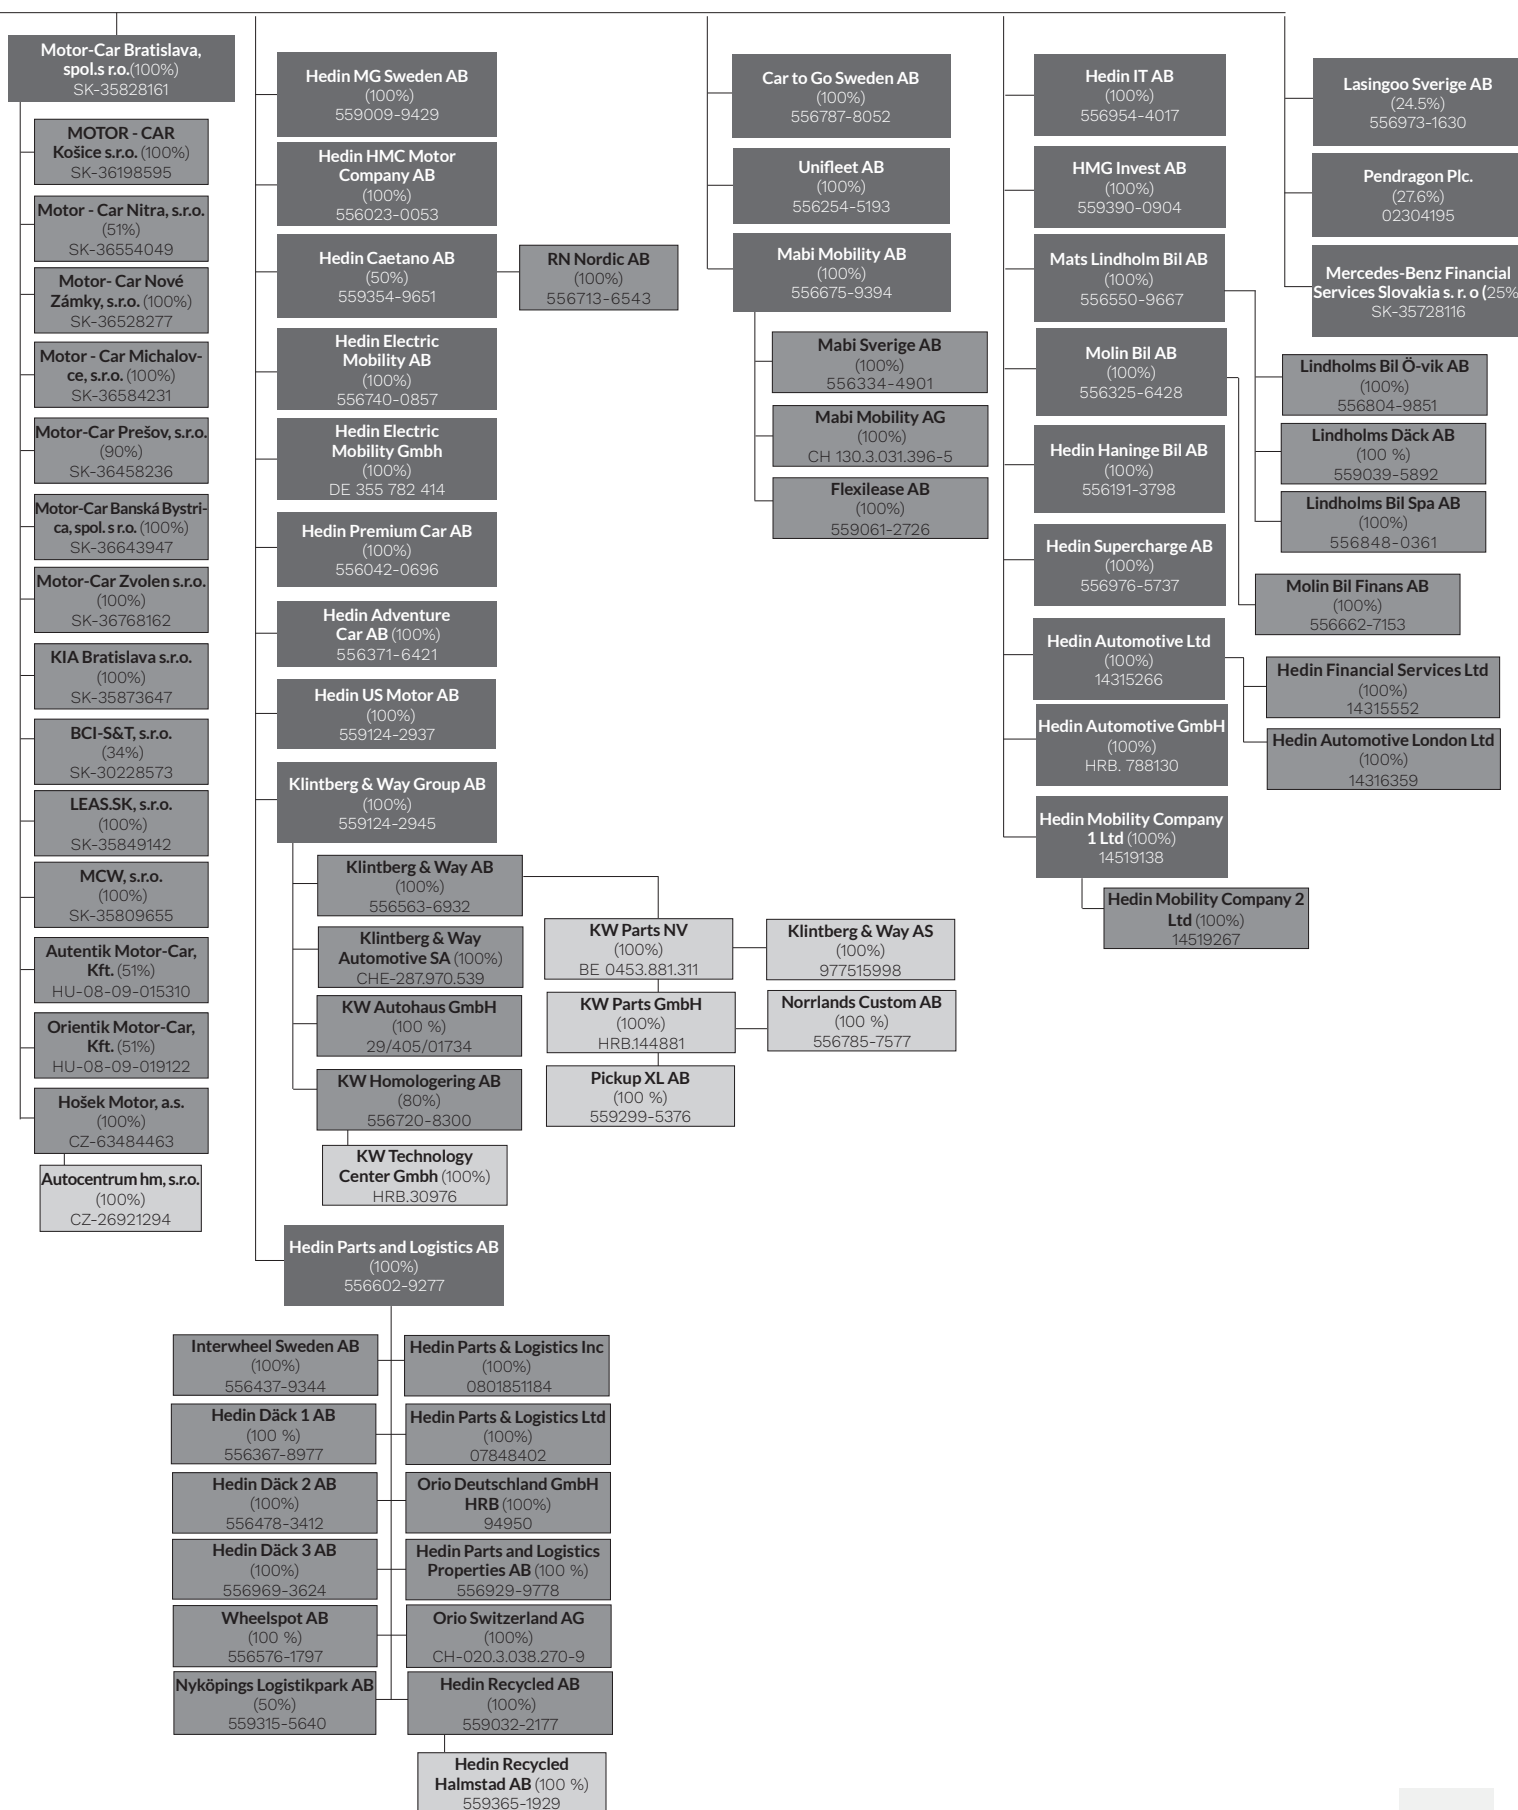 Motor-Car Bratislava,
spol.s r.o.(100%)
SK-35828161
MOTOR - CAR
Košice s.r.o. (100%)
SK-36198595
Motor - Car Nitra, s.r.o.
(51%)
SK-36554049
Motor- Car Nové
Zámky, s.r.o. (100%)
SK-36528277
Motor - Car Michalov-
ce, s.r.o. (100%)
SK-36584231
Motor-Car Prešov, s.r.o.
(90%)
SK-36458236
Motor-Car Banská Bystri-
ca, spol. s r.o. (100%)
SK-36643947
Motor-Car Zvolen s.r.o.
(100%)
SK-36768162
KIA Bratislava s.r.o.
(100%)
SK-35873647
BCI-S&T, s.r.o.
(34%)
SK-30228573
LEAS.SK, s.r.o.
(100%)
SK-35849142
MCW, s.r.o.
(100%)
SK-35809655
Autentik Motor-Car,
Kft. (51%)
HU-08-09-015310
Orientik Motor-Car,
Kft. (51%)
HU-08-09-019122
Hošek Motor, a.s.
(100%)
CZ-63484463
Autocentrum hm, s.r.o.
(100%)
CZ-26921294
Hedin MG Sweden AB
(100%)
559009-9429
Hedin HMC Motor
Company AB
(100%)
556023-0053
Hedin Caetano AB
(50%)
559354-9651
RN Nordic AB
(100%)
556713-6543
Hedin Electric
Mobility AB
(100%)
556740-0857
Hedin Electric
Mobility Gmbh
(100%)
DE 355 782 414
Hedin Premium Car AB
(100%)
556042-0696
Hedin Adventure
Car AB (100%)
556371-6421
Hedin US Motor AB
(100%)
559124-2937
Klintberg & Way Group AB
(100%)
559124-2945
Klintberg & Way AB
(100%)
556563-6932
Klintberg & Way
Automotive SA (100%)
CHE-287.970.539
KW Autohaus GmbH
(100 %)
29/405/01734
KW Homologering AB
(80%)
556720-8300
KW Technology
Center Gmbh (100%)
HRB.30976
KW Parts NV
(100%)
BE 0453.881.311
Klintberg & Way AS
(100%)
977515998
KW Parts GmbH
(100%)
HRB.144881
Norrlands Custom AB
(100 %)
556785-7577
Pickup XL AB
(100 %)
559299-5376
Hedin Parts and Logistics AB
(100%)
556602-9277
Interwheel Sweden AB
(100%)
556437-9344
Hedin Parts & Logistics Inc
(100%)
0801851184
Hedin Däck 1 AB
(100 %)
556367-8977
Hedin Parts & Logistics Ltd
(100%)
07848402
Hedin Däck 2 AB
(100%)
556478-3412
Orio Deutschland GmbH
HRB (100%)
94950
Hedin Däck 3 AB
(100%)
556969-3624
Hedin Parts and Logistics
Properties AB (100 %)
556929-9778
Wheelspot AB
(100 %)
556576-1797
Orio Switzerland AG
(100%)
CH-020.3.038.270-9
Nyköpings Logistikpark AB
(50%)
559315-5640
Hedin Recycled AB
(100%)
559032-2177
Hedin Recycled
Halmstad AB (100 %)
559365-1929
Car to Go Sweden AB
(100%)
556787-8052
Unifleet AB
(100%)
556254-5193
Mabi Mobility AB
(100%)
556675-9394
Mabi Sverige AB
(100%)
556334-4901
Mabi Mobility AG
(100%)
CH 130.3.031.396-5
Flexilease AB
(100%)
559061-2726
Hedin IT AB
(100%)
556954-4017
HMG Invest AB
(100%)
559390-0904
Mats Lindholm Bil AB
(100%)
556550-9667
Molin Bil AB
(100%)
556325-6428
Hedin Haninge Bil AB
(100%)
556191-3798
Hedin Supercharge AB
(100%)
556976-5737
Hedin Automotive Ltd
(100%)
14315266
Hedin Automotive GmbH
(100%)
HRB. 788130
Hedin Mobility Company
1 Ltd (100%)
14519138
Hedin Mobility Company 2
Ltd (100%)
14519267
Lasingoo Sverige AB
(24.5%)
556973-1630
Pendragon Plc.
(27.6%)
02304195
Mercedes-Benz Financial
Services Slovakia s. r. o (25%
SK-35728116
Lindholms Bil Ö-vik AB
(100%)
556804-9851
Lindholms Däck AB
(100 %)
559039-5892
Lindholms Bil Spa AB
(100%)
556848-0361
Molin Bil Finans AB
(100%)
556662-7153
Hedin Financial Services Ltd
(100%)
14315552
Hedin Automotive London Ltd
(100%)
14316359